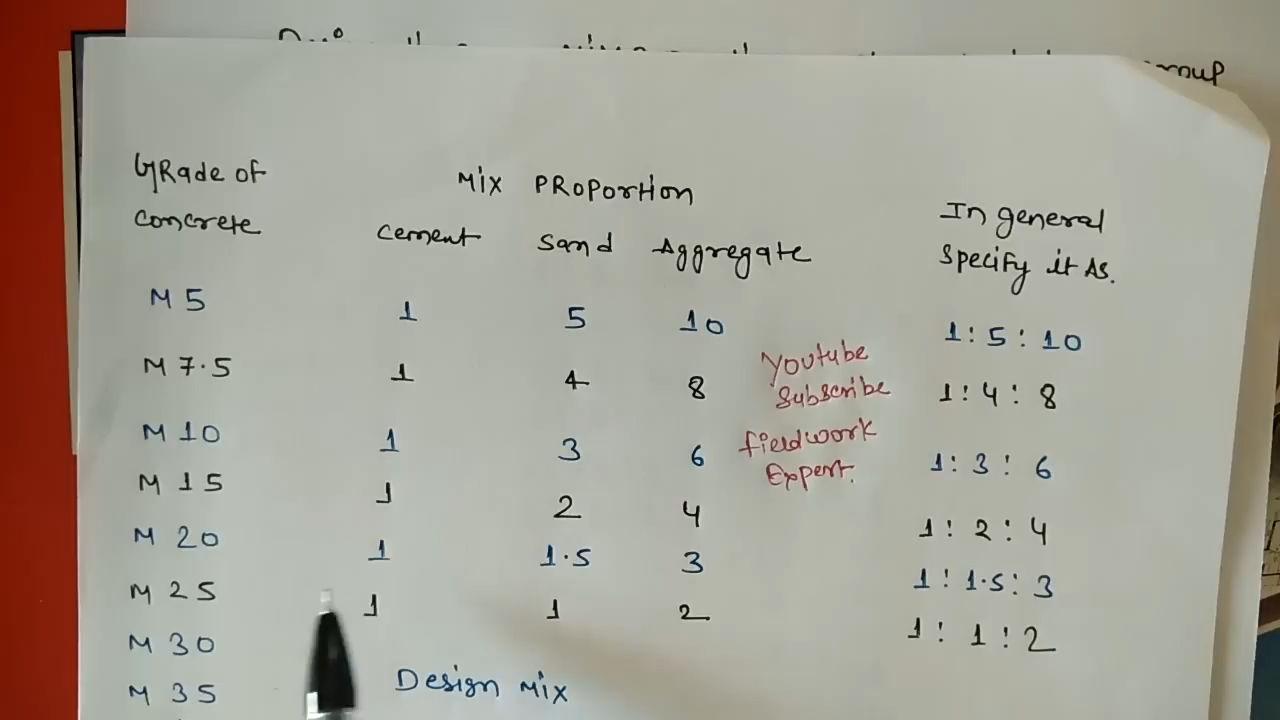 group
Grade of Mix Proportion
concrete cement Sand Aggregate In general
Specify it As.
M 5 1 5 10 1:5:10
M 7.5 1 4 8 1:4:8
M 10 1 3 6 1:3:6
M 15 1 2 4 1:2:4
M 20 1 1.5 3 1:1.5:3
M 25 1 1 2 1:1:2
M 30
M 35 Design mix
Youtube
Subscribe
fieldwork
Expert.